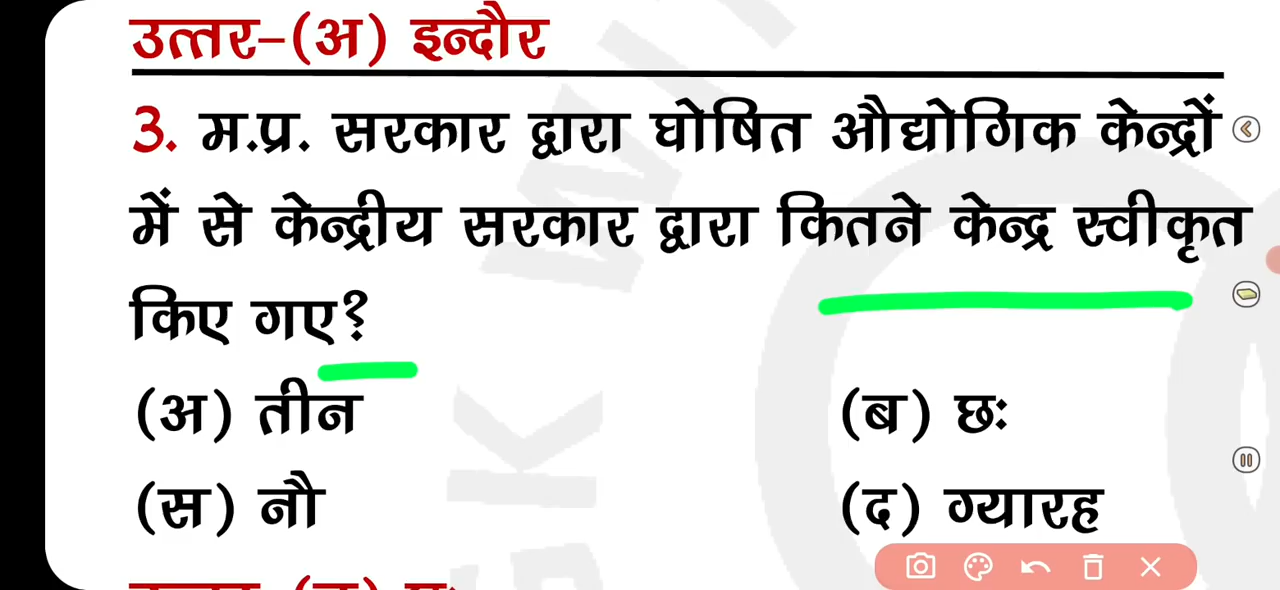 उत्तर-(अ) इन्दौर
3. म.प्र. सरकार द्वारा घोषित औद्योगिक केन्द्रों
में से केन्द्रीय सरकार द्वारा कितने केन्द्र स्वीकृत
किए गए?
(अ) तीन (ब) छः
(स) नौ (द) ग्यारह